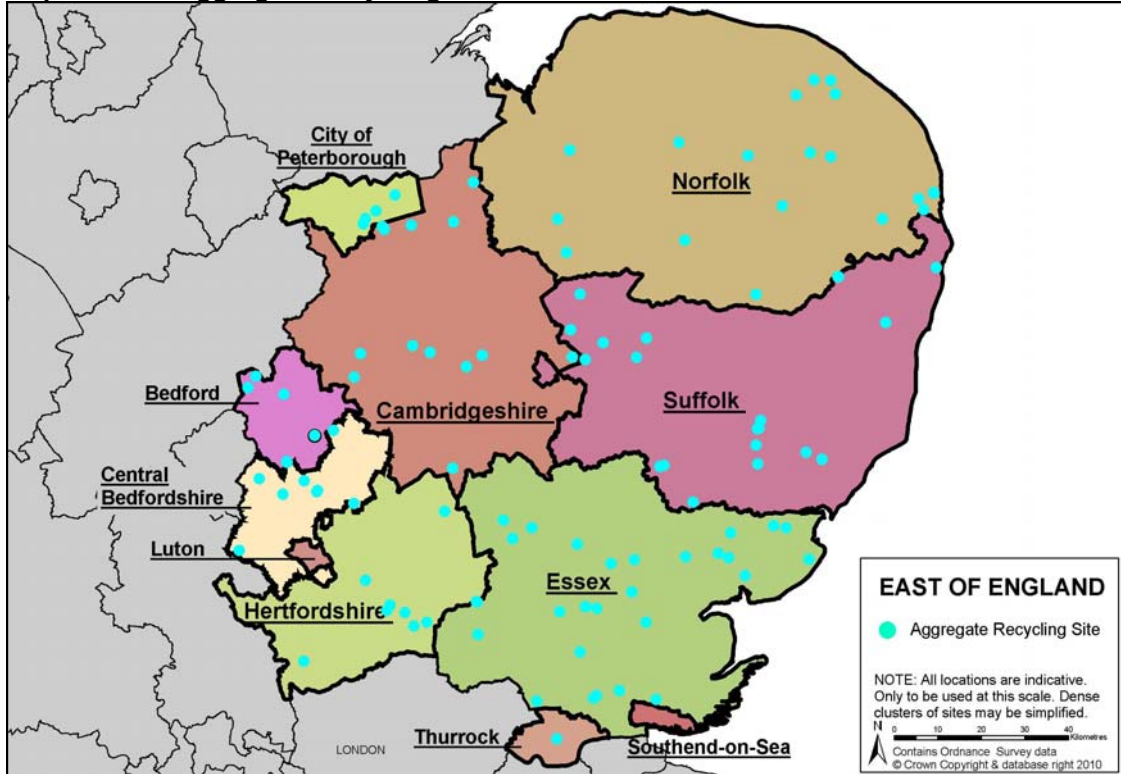 City of
Peterborough
Norfolk
Bedford
Cambridgeshire
Suffolk
Central
Bedfordshire
Luton
Essex
Hertfordshire
EAST OF ENGLAND
Aggregate Recycling Site
NOTE: All locations are indicative.
Only to be used at this scale. Dense
clusters of sites may be simplified.
N
0 10 20 40
Kilometres
Contains Ordnance Survey data
© Crown Copyright & database right 2010
Thurrock
LONDON
Southend-on-Sea